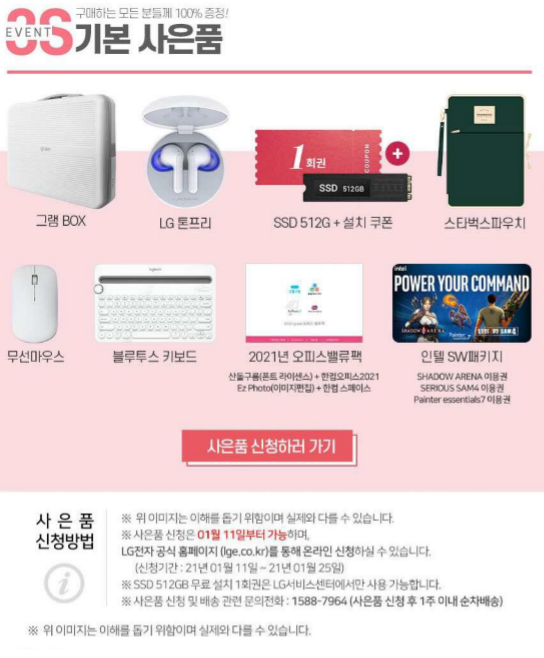 구매하는 모든 분들께 100% 증정!
EVENT 3S 기본 사은품
1회권
COUPON
SSD 512GB
그램 BOX
LG 톤프리
SSD 512G + 설치 쿠폰
스타벅스파우치
intel
POWER YOUR COMMAND
SHADOW ARENA
무선마우스
블루투스 키보드
2021년 오피스밸류팩
인텔 SW패키지
산돌구름(폰트 라이센스) + 한컴오피스2021
Ez Photo(이미지편집) + 한컴 스페이스
SHADOW ARENA 이용권
SERIOUS SAM4 이용권
Painter essentials7 이용권
사은품 신청하러 가기
사 은 품
신청방법
※ 위 이미지는 이해를 돕기 위함이며 실제와 다를 수 있습니다.
※ 사은품 신청은 01월 11일부터 가능하며,
LG전자 공식 홈페이지 (lge.co.kr)를 통해 온라인 신청하실 수 있습니다.
(신청기간 : 21년 01월 11일 ~ 21년 01월 25일)
※ SSD 512GB 무료 설치 1회권은 LG서비스센터에서만 사용 가능합니다.
※ 사은품 신청 및 배송 관련 문의전화 : 1588-7964 (사은품 신청 후 1주 이내 순차배송)
※ 위 이미지는 이해를 돕기 위함이며 실제와 다를 수 있습니다.